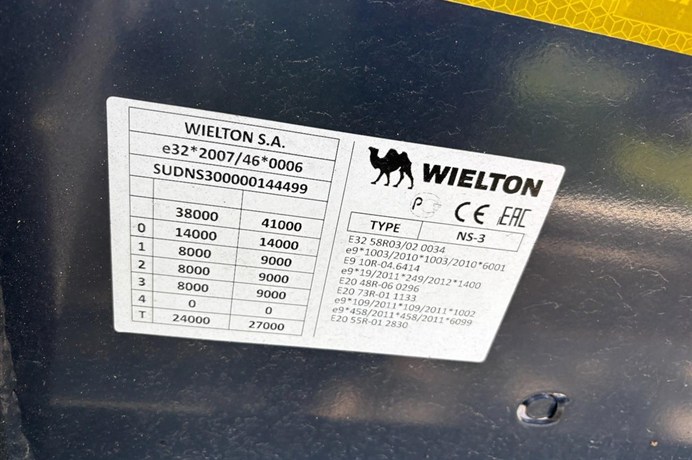 WIELTON S.A.
e32*2007/46*0006
SUDNS300000144499
38000 41000
0 14000 14000
1 8000 9000
2 8000 9000
3 8000 9000
4 0 0
T 24000 27000
WIELTON
P CE EAC
TYPE NS-3
E32 58R03/02 0034
e9*1003/2010*1003/2010*6001
E9 10R-04.6414
e9*19/2011*249/2012*1400
E20 48R-06 0296
E20 73R-01 1133
e9*109/2011*109/2011*1002
e9*458/2011*458/2011*6099
E20 55R-01 2830